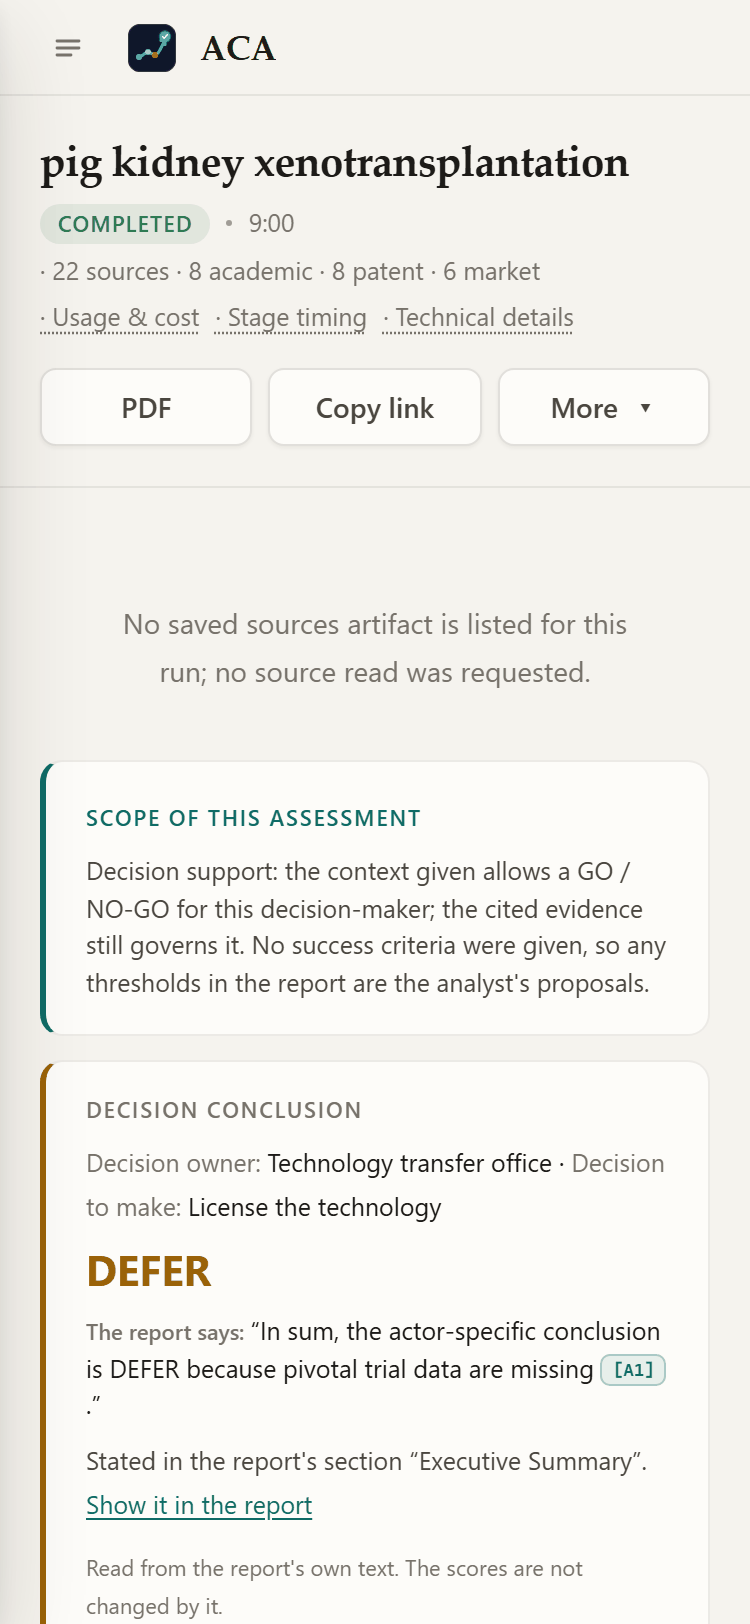 ACA
pig kidney xenotransplantation
COMPLETED • 9:00
· 22 sources · 8 academic · 8 patent · 6 market
· Usage & cost · Stage timing · Technical details
PDF Copy link More ▼
No saved sources artifact is listed for this
run; no source read was requested.
SCOPE OF THIS ASSESSMENT
Decision support: the context given allows a GO /
NO-GO for this decision-maker; the cited evidence
still governs it. No success criteria were given, so any
thresholds in the report are the analyst's proposals.
DECISION CONCLUSION
Decision owner: Technology transfer office · Decision
to make: License the technology
DEFER
The report says: “In sum, the actor-specific conclusion
is DEFER because pivotal trial data are missing [A1]
.”
Stated in the report's section “Executive Summary”.
Show it in the report
Read from the report's own text. The scores are not
changed by it.